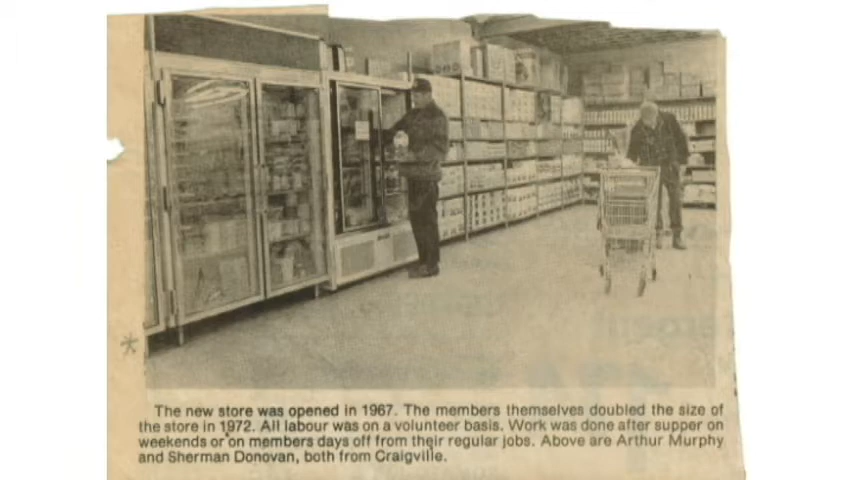 The new store was opened in 1967. The members themselves doubled the size of
the store in 1972. All labour was on a volunteer basis. Work was done after supper on
weekends or on members days off from their regular jobs. Above are Arthur Murphy
and Sherman Donovan, both from Craigville.